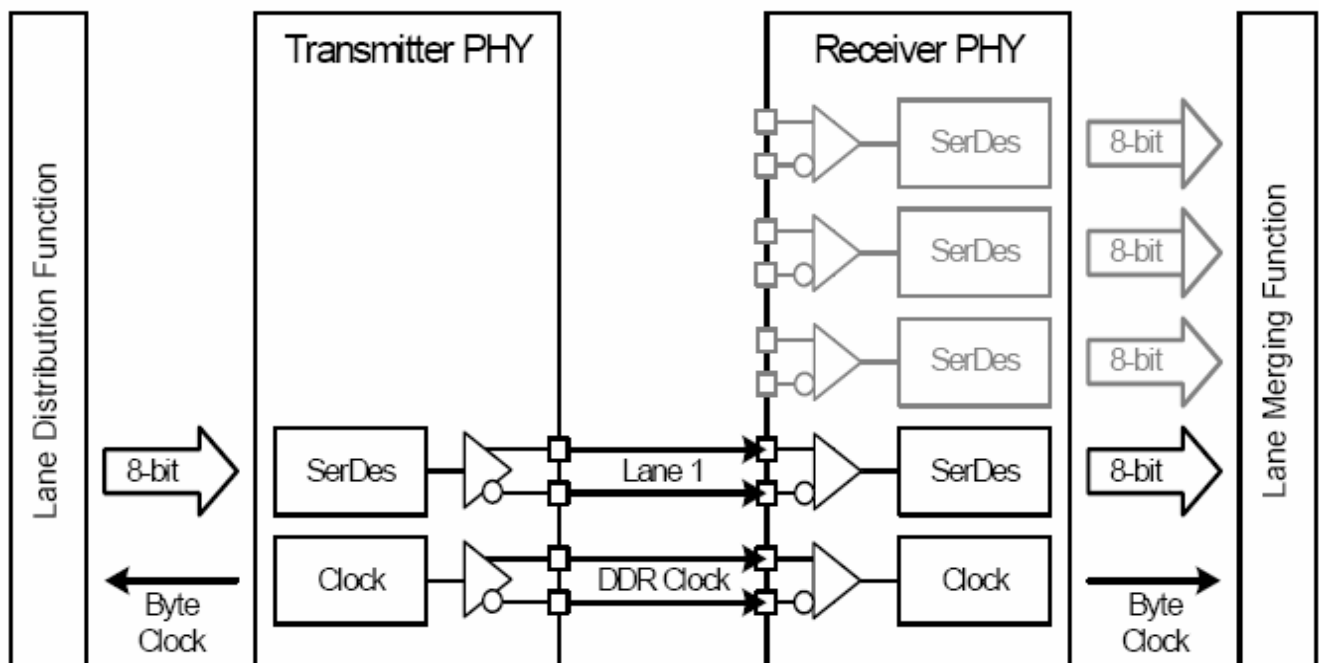 Lane Distribution Function
Transmitter PHY
Receiver PHY
Lane Merging Function
SerDes
8-bit
SerDes
8-bit
SerDes
8-bit
8-bit
SerDes
Lane 1
SerDes
8-bit
Byte
Clock
Clock
DDR Clock
Clock
Byte
Clock